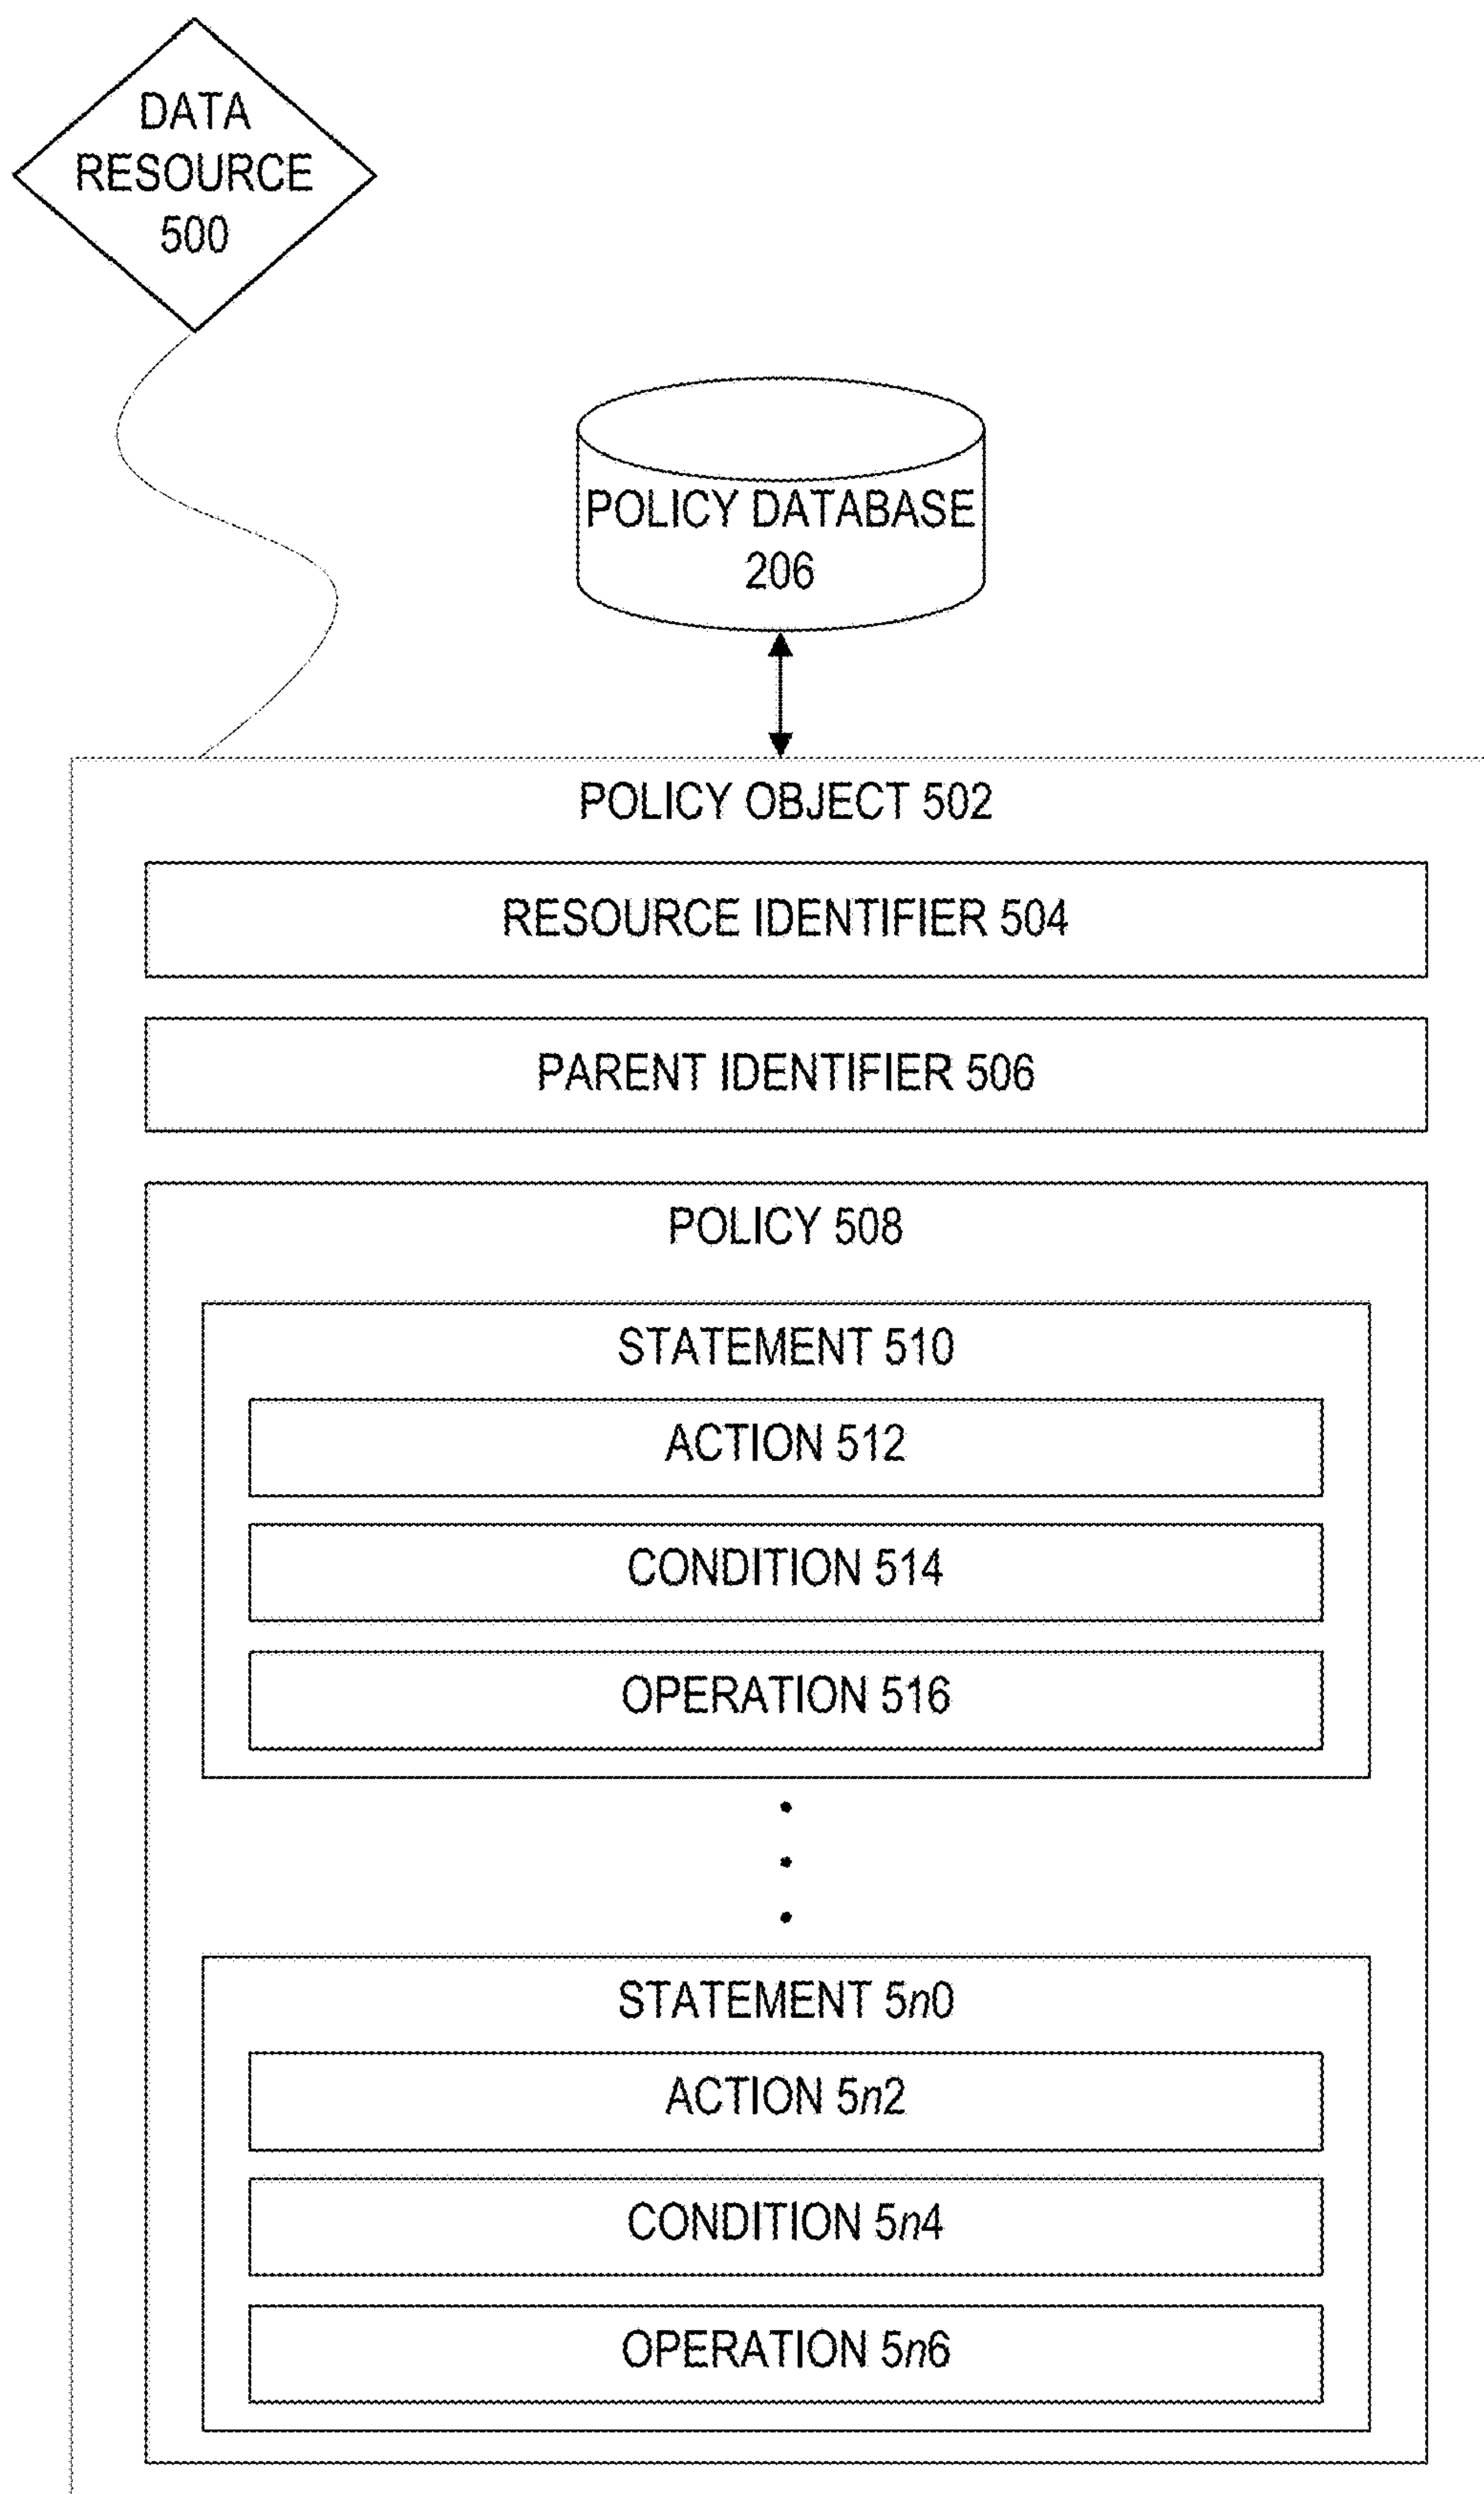 DATA
RESOURCE
500
POLICY DATABASE
206
POLICY OBJECT 502
RESOURCE IDENTIFIER 504
PARENT IDENTIFIER 506
POLICY 508
STATEMENT 510
ACTION 512
CONDITION 514
OPERATION 516
STATEMENT 5n0
ACTION 5n2
CONDITION 5n4
OPERATION 5n6